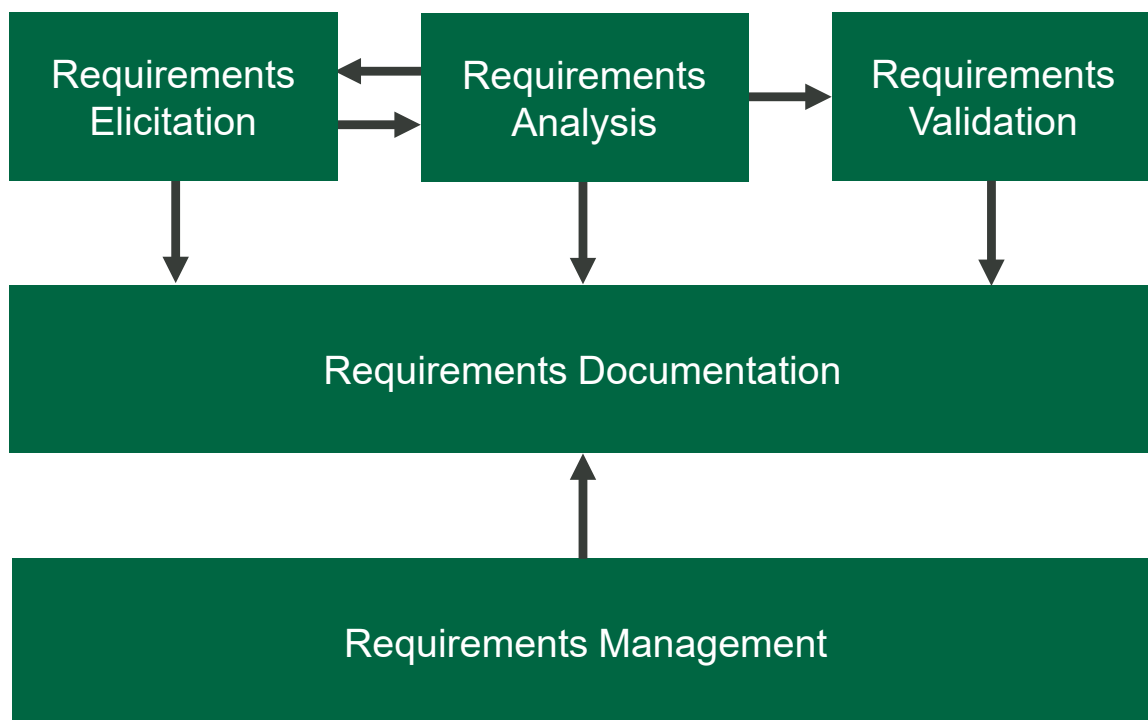 Requirements
Elicitation
Requirements
Analysis
Requirements
Validation
Requirements Documentation
Requirements Management